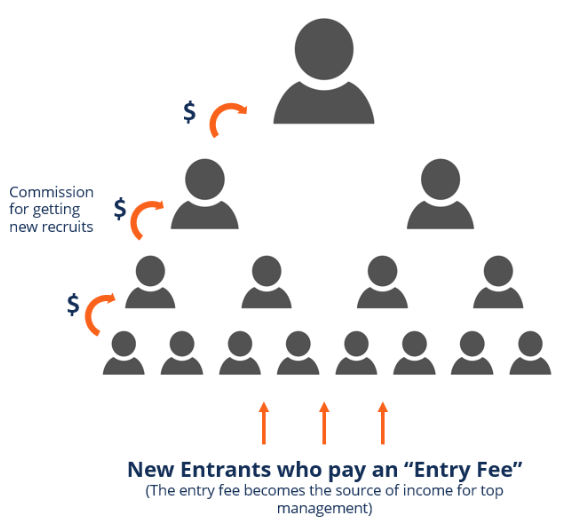 $
Commission
for getting
new recruits
$
$
New Entrants who pay an “Entry Fee”
(The entry fee becomes the source of income for top
management)